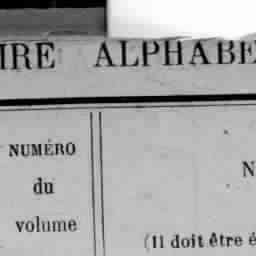 IRE ALPHABE
NUMÉRO
du
volume
N
(Il doit être é